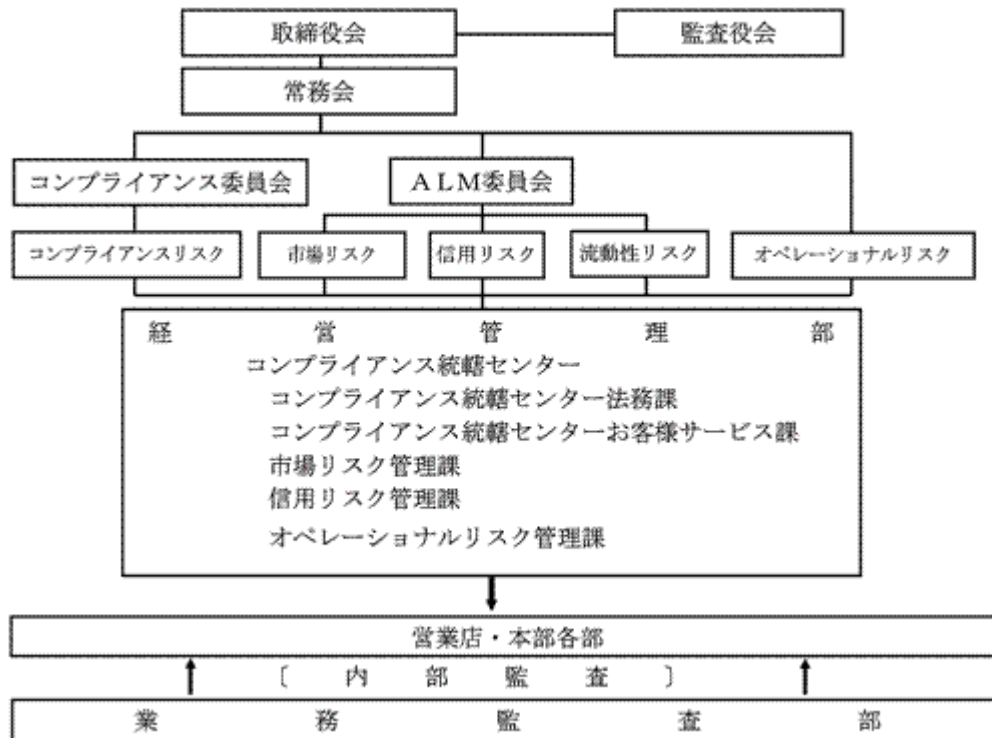 取締役会
監査役会
常務会
コンプライアンス委員会
ALM委員会
コンプライアンスリスク
市場リスク
信用リスク
流動性リスク
オペレーショナルリスク
経営管理部
コンプライアンス統轄センター
コンプライアンス統轄センター法務課
コンプライアンス統轄センターお客様サービス課
市場リスク管理課
信用リスク管理課
オペレーショナルリスク管理課
営業店・本部各部
〔内部監査〕
業務監査部